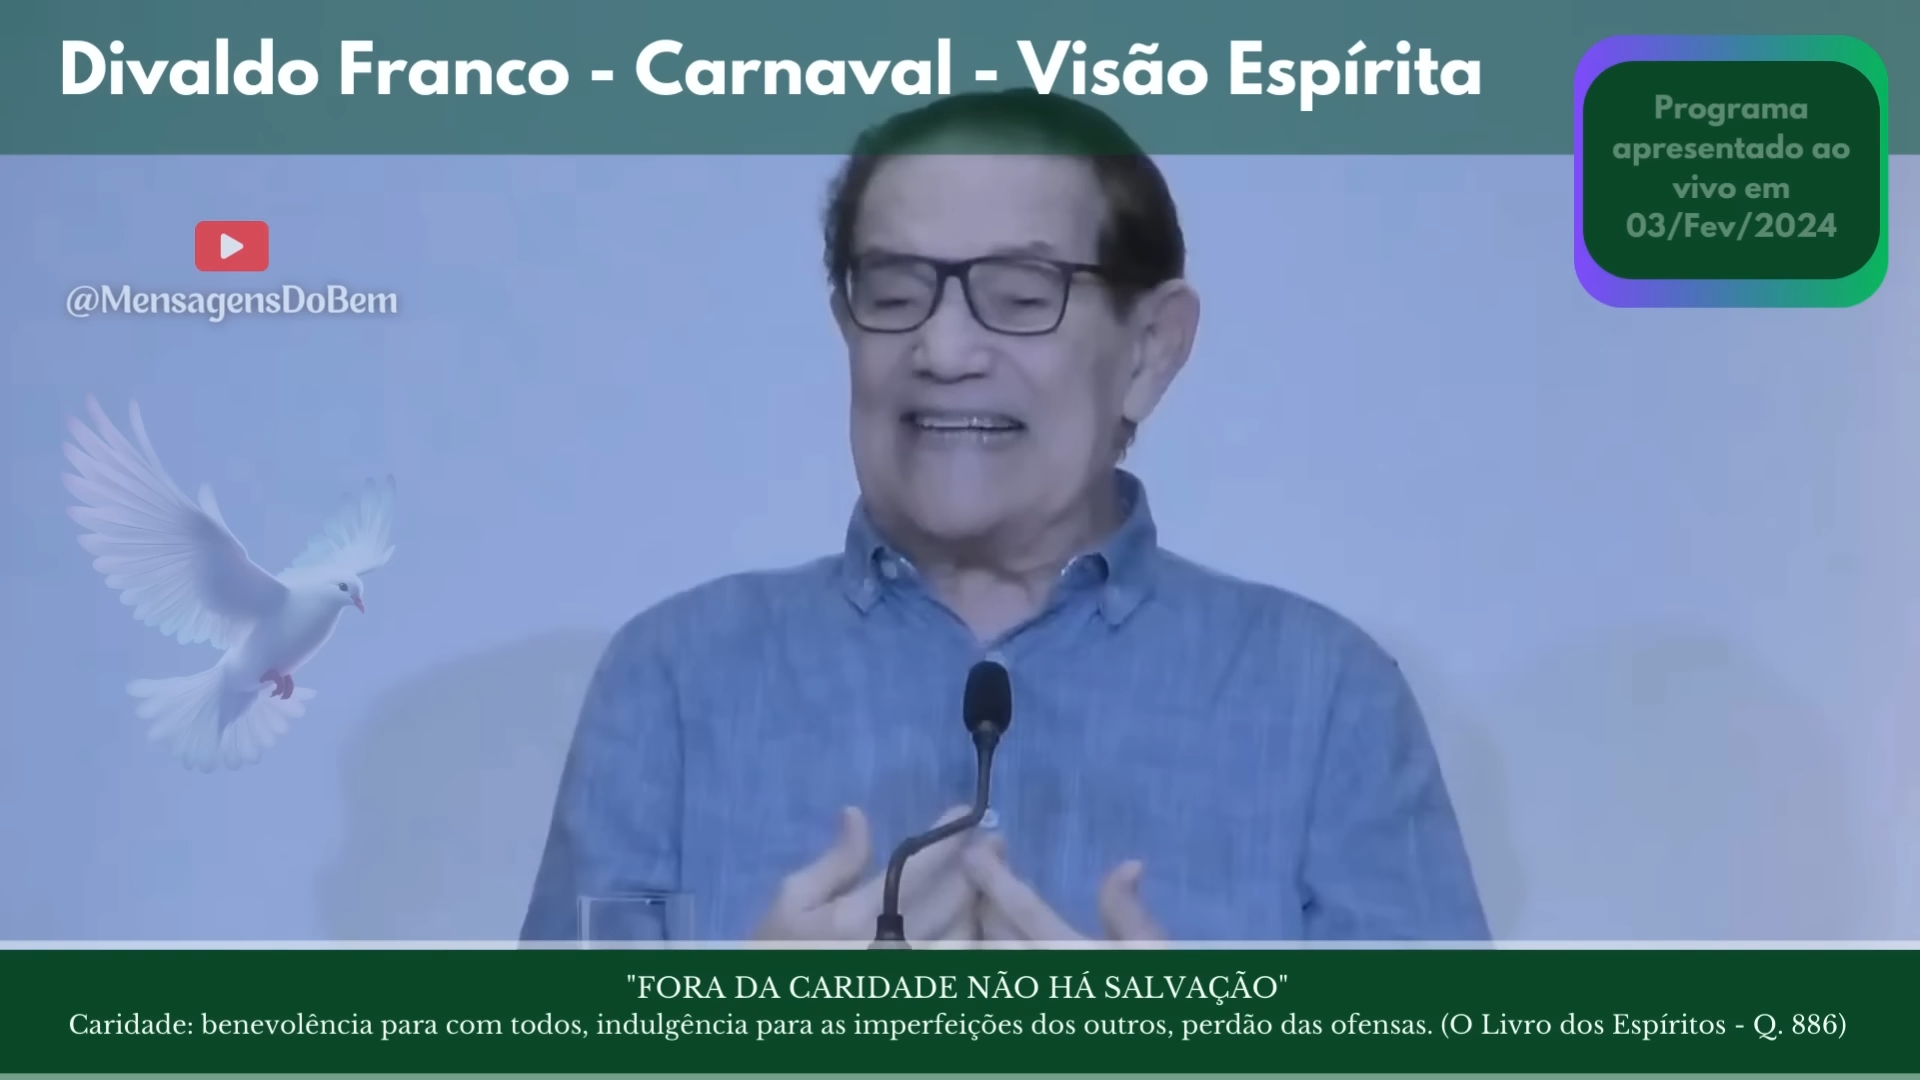 Divaldo Franco - Carnaval - Visão Espírita
Programa
apresentado ao
vivo em
03/Fev/2024
@MensagensDoBem
"FORA DA CARIDADE NÃO HÁ SALVAÇÃO"
Caridade: benevolência para com todos, indulgência para as imperfeições dos outros, perdão das ofensas. (O Livro dos Espíritos - Q. 886)